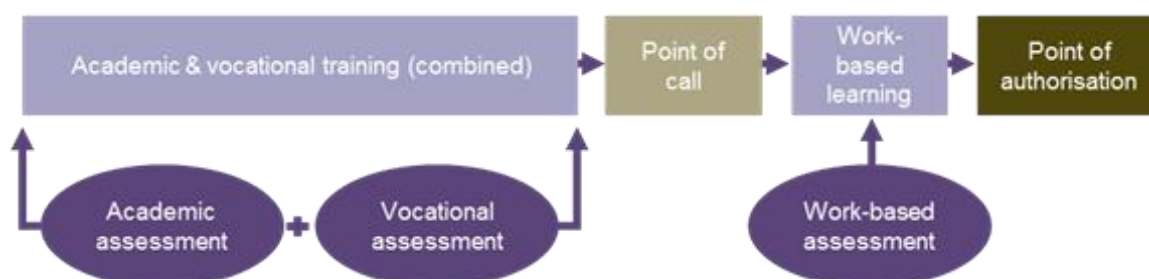 Academic & vocational training (combined)
Point of
call
Work-
based
learning
Point of
authorisation
Academic
assessment
Vocational
assessment
Work-based
assessment